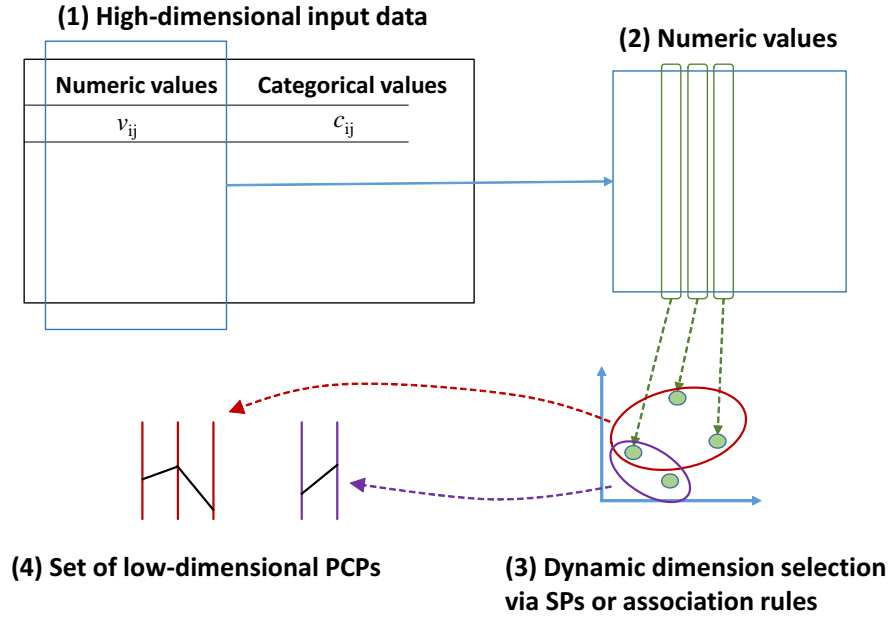 (1) High-dimensional input data
(2) Numeric values
Numeric values
Categorical values
vij
cij
(4) Set of low-dimensional PCPs
(3) Dynamic dimension selection
via SPs or association rules